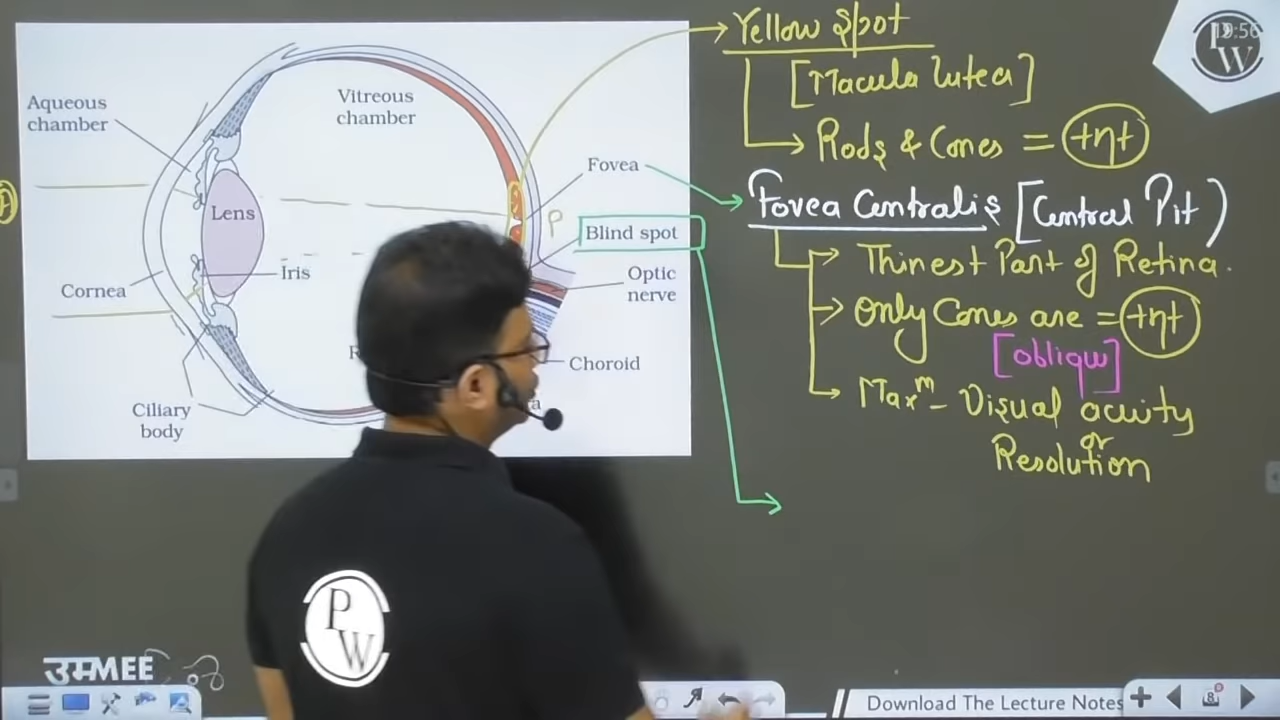 Aqueous
chamber
Vitreous
chamber
Lens
Iris
Cornea
Ciliary
body
Fovea
P
Blind spot
Optic
nerve
Choroid
Yellow Spot
[Macula lutea]
Rods & Cones = +nt
Fovea Centralis [Central Pit)
Thinest Part of Retina.
Only Cones are = +nt
[oblique]
Maxm - Visual acuity
or
Resolution
PW
PW
उम्मीद
Download The Lecture Notes